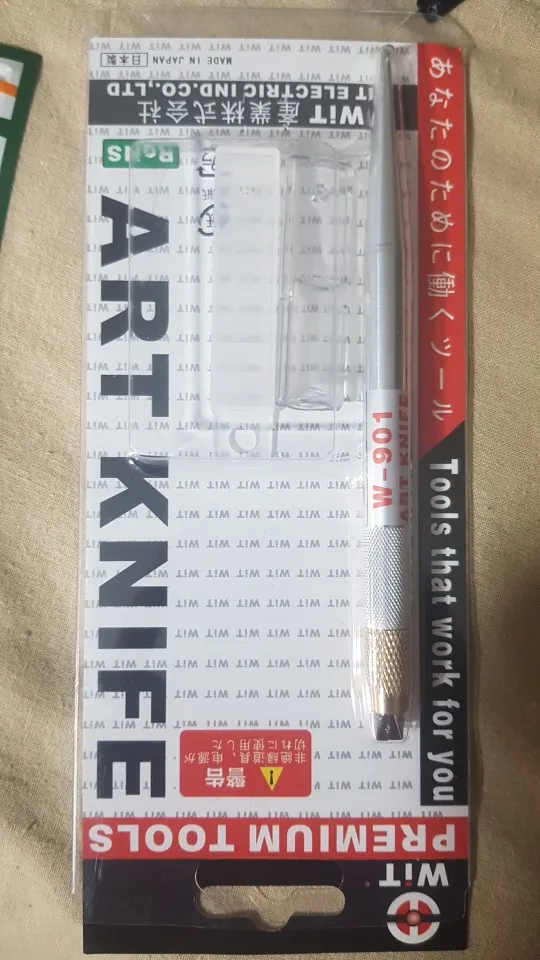 WiT
PREMIUM TOOLS
警告
非絶縁道具、电源が
切れに使用した
Tools that work for you
あなたのために働くツール
ART KNIFE
W-901
ART KNIFE
RoHS
WiT 産業株式会社
IT ELECTRIC IND.CO.,LTD
MADE IN JAPAN
日本製